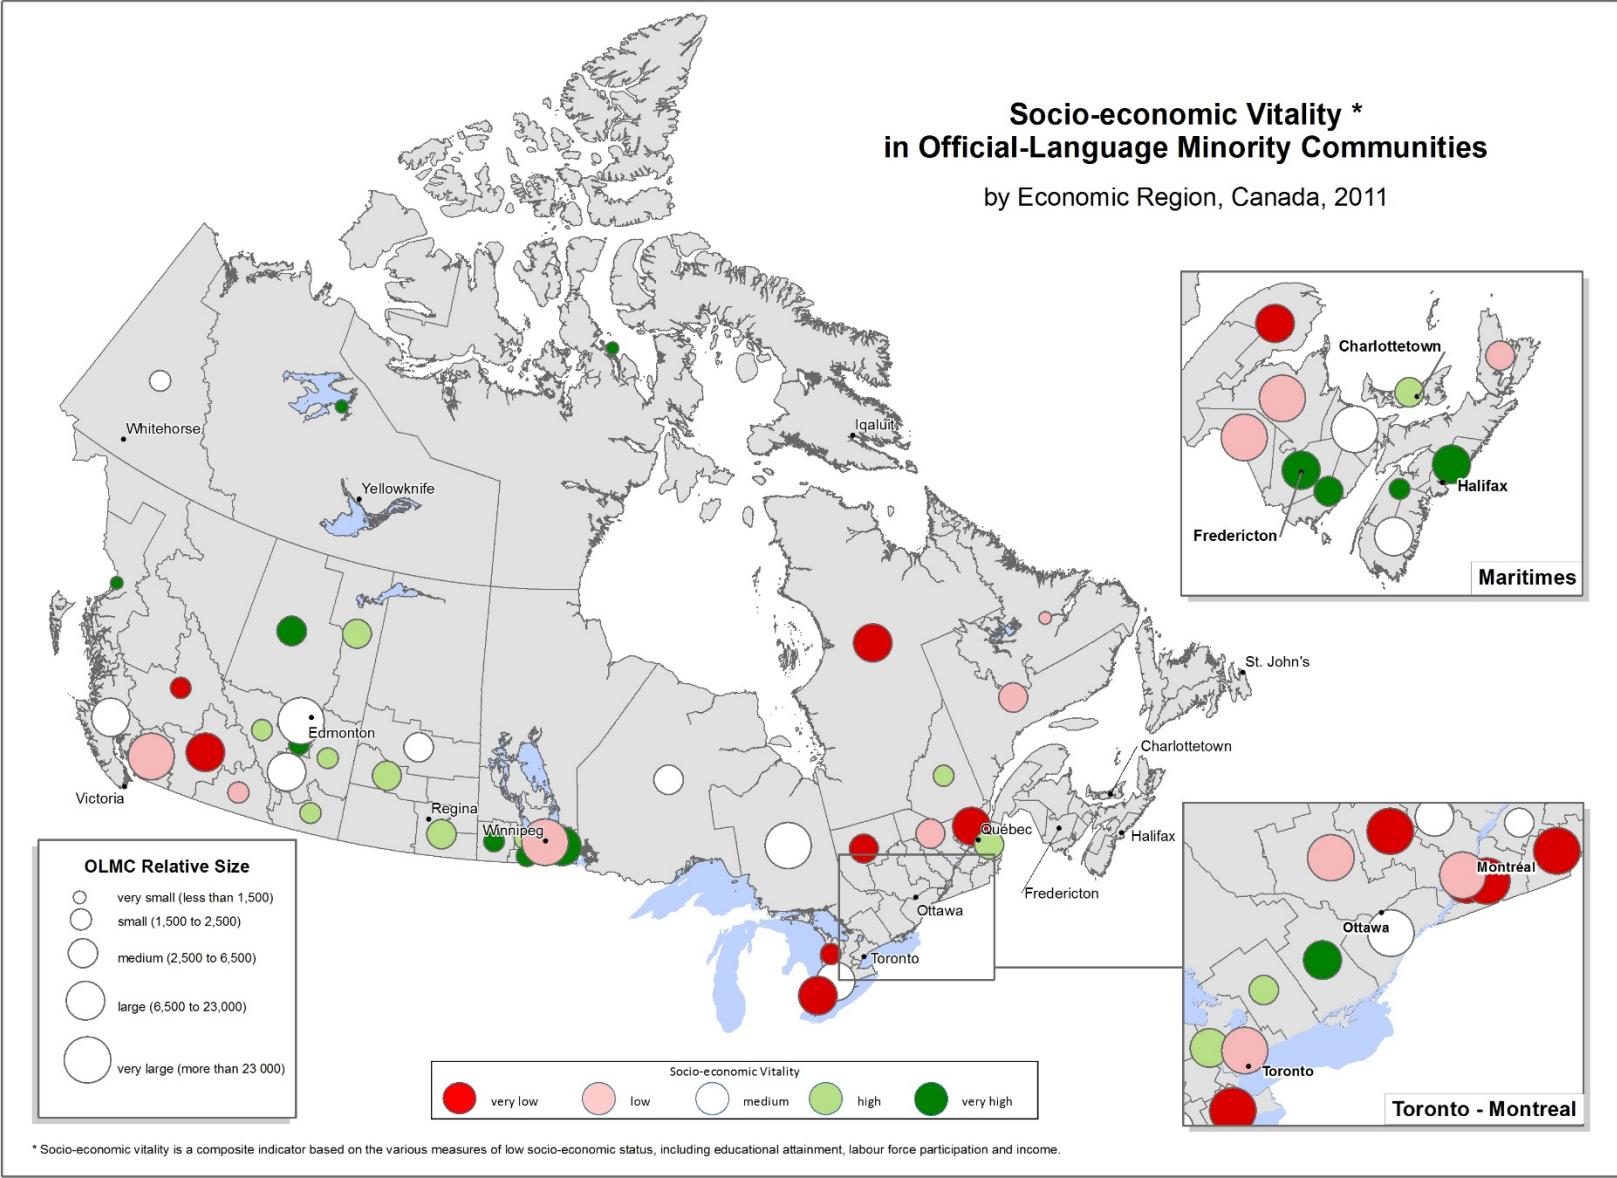 Socio-economic Vitality *
in Official-Language Minority Communities
by Economic Region, Canada, 2011
Charlottetown
Halifax
Fredericton
Maritimes
Whitehorse
Yellowknife
Iqaluit
Edmonton
Victoria
Regina
Winnipeg
St. John's
Charlottetown
Québec
Halifax
Fredericton
Ottawa
Toronto
Montréal
Ottawa
Toronto
Toronto - Montreal
OLMC Relative Size
very small (less than 1,500)
small (1,500 to 2,500)
medium (2,500 to 6,500)
large (6,500 to 23,000)
very large (more than 23 000)
Socio-economic Vitality
very low
low
medium
high
very high
* Socio-economic vitality is a composite indicator based on the various measures of low socio-economic status, including educational attainment, labour force participation and income.